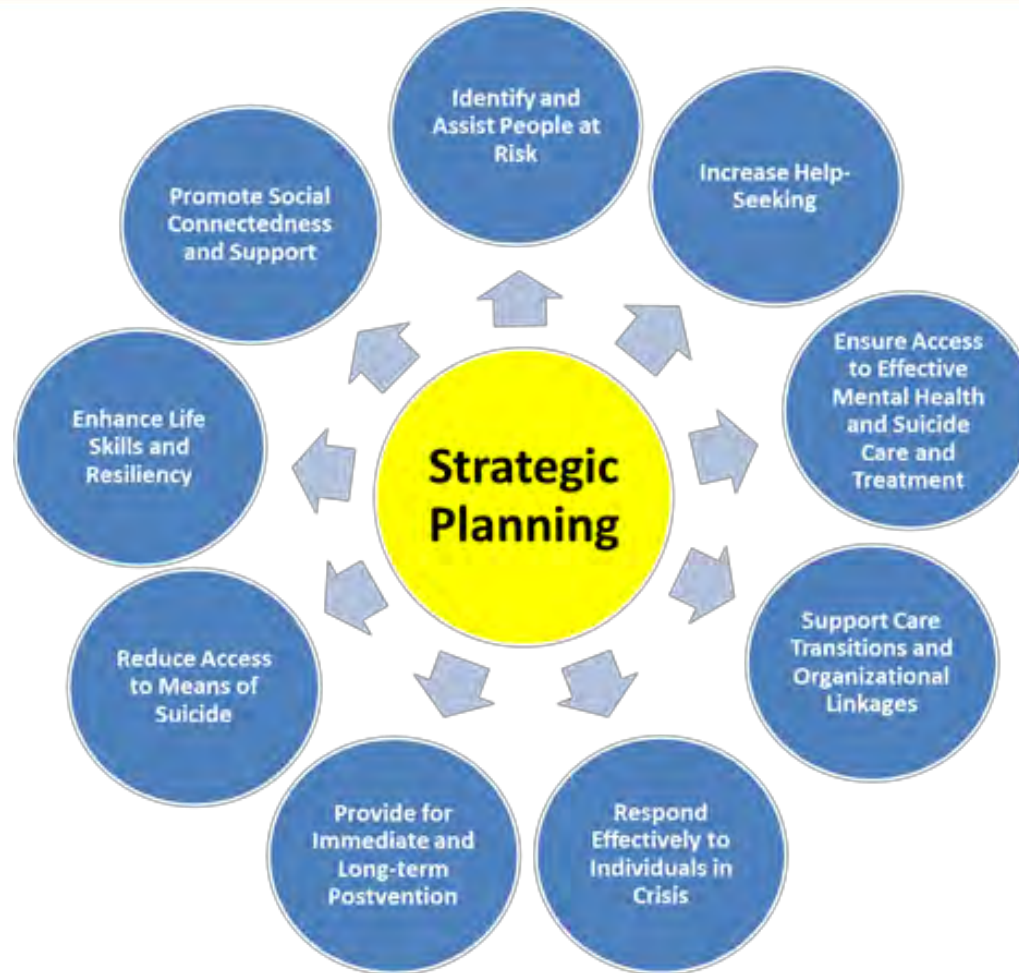 Identify and
Assist People at
Risk
Increase Help-
Seeking
Ensure Access
to Effective
Mental Health
and Suicide
Care and
Treatment
Support Care
Transitions and
Organizational
Linkages
Respond
Effectively to
Individuals in
Crisis
Provide for
Immediate and
Long-term
Postvention
Reduce Access
to Means of
Suicide
Enhance Life
Skills and
Resiliency
Promote Social
Connectedness
and Support
Strategic
Planning